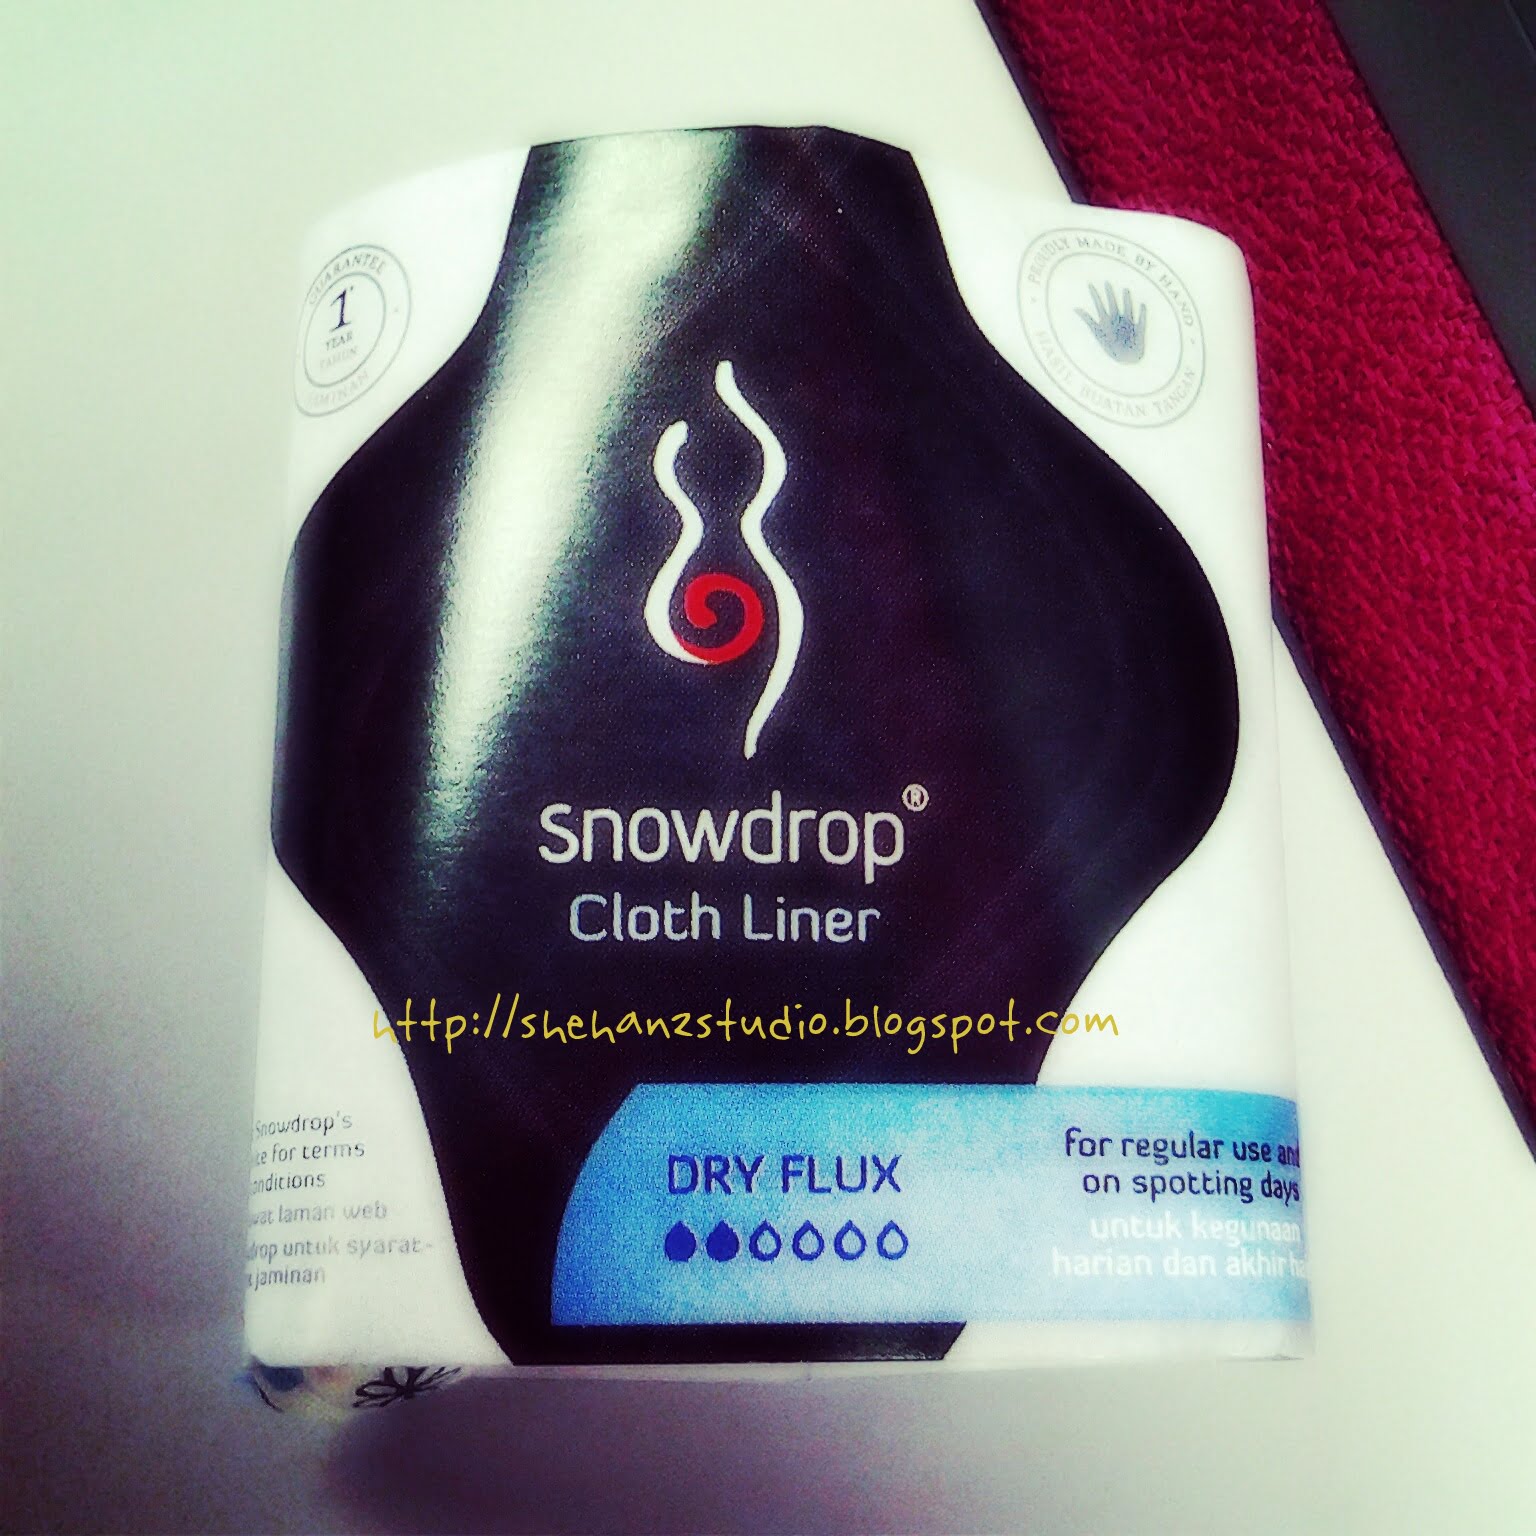 GUARANTEE
1
YEAR
TAHUN
JAMINAN
PROUDLY MADE BY HAND
HASIL BUATAN TANGAN
snowdrop®
Cloth Liner
http://shehanzstudio.blogspot.com
Snowdrop's
for terms
laman web
untuk syarat-
jaminan
DRY FLUX
for regular use and
on spotting days
untuk kegunaan
harian dan akhir